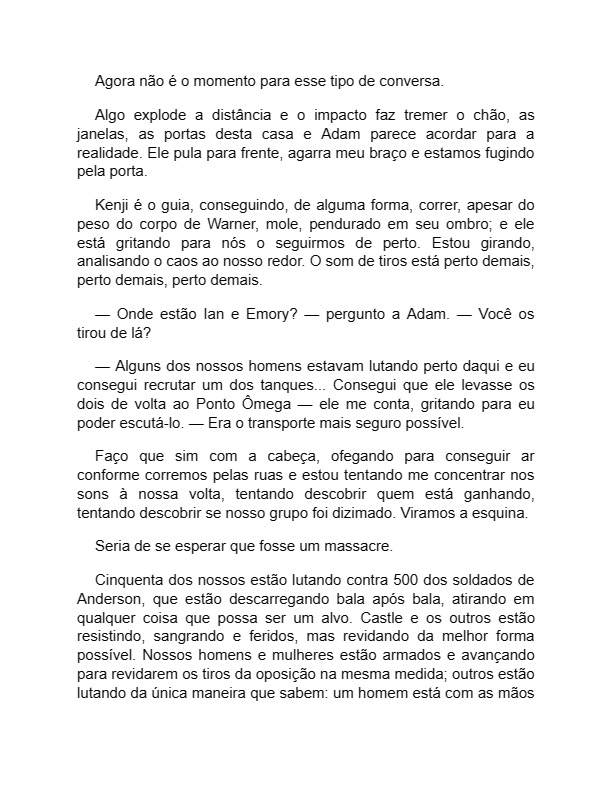 Agora não é o momento para esse tipo de conversa.
Algo explode a distância e o impacto faz tremer o chão, as
janelas, as portas desta casa e Adam parece acordar para a
realidade. Ele pula para frente, agarra meu braço e estamos fugindo
pela porta.
Kenji é o guia, conseguindo, de alguma forma, correr, apesar do
peso do corpo de Warner, mole, pendurado em seu ombro; e ele
está gritando para nós o seguirmos de perto. Estou girando,
analisando o caos ao nosso redor. O som de tiros está perto demais,
perto demais, perto demais.
— Onde estão Ian e Emory? — pergunto a Adam. — Você os
tirou de lá?
— Alguns dos nossos homens estavam lutando perto daqui e eu
consegui recrutar um dos tanques... Consegui que ele levasse os
dois de volta ao Ponto Ômega — ele me conta, gritando para eu
poder escutá-lo. — Era o transporte mais seguro possível.
Faço que sim com a cabeça, ofegando para conseguir ar
conforme corremos pelas ruas e estou tentando me concentrar nos
sons à nossa volta, tentando descobrir quem está ganhando,
tentando descobrir se nosso grupo foi dizimado. Viramos a esquina.
Seria de se esperar que fosse um massacre.
Cinquenta dos nossos estão lutando contra 500 dos soldados de
Anderson, que estão descarregando bala após bala, atirando em
qualquer coisa que possa ser um alvo. Castle e os outros estão
resistindo, sangrando e feridos, mas revidando da melhor forma
possível. Nossos homens e mulheres estão armados e avançando
para revidarem os tiros da oposição na mesma medida; outros estão
lutando da única maneira que sabem: um homem está com as mãos